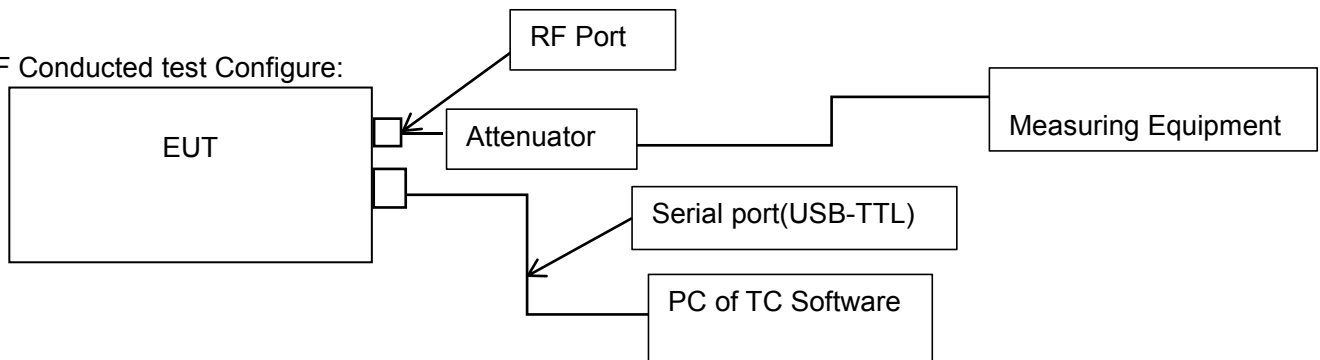 RF Port
F Conducted test Configure:
EUT
Attenuator
Measuring Equipment
Serial port(USB-TTL)
PC of TC Software